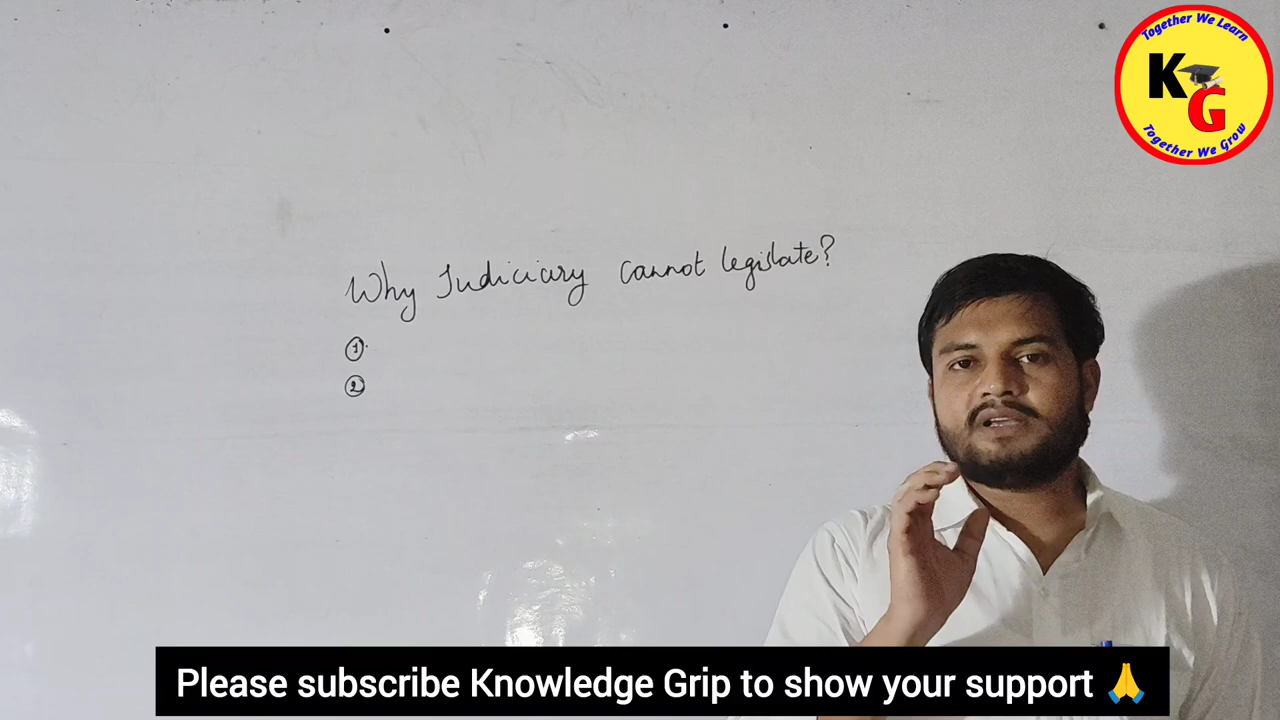 Together We Learn
KG
Together We Grow
Why Judiciary cannot legislate?
①
②
Please subscribe Knowledge Grip to show your support 🙏